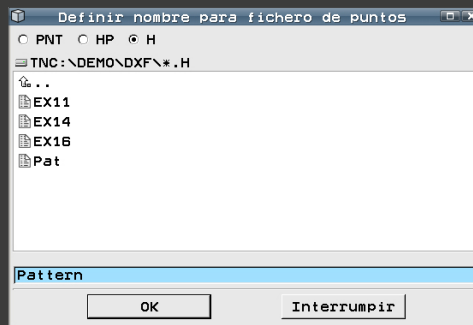 Definir nombre para fichero de puntos
PNT HP H
TNC:\DEMO\DXF\*.H
..
EX11
EX14
EX16
Pat
Pattern
OK Interrumpir